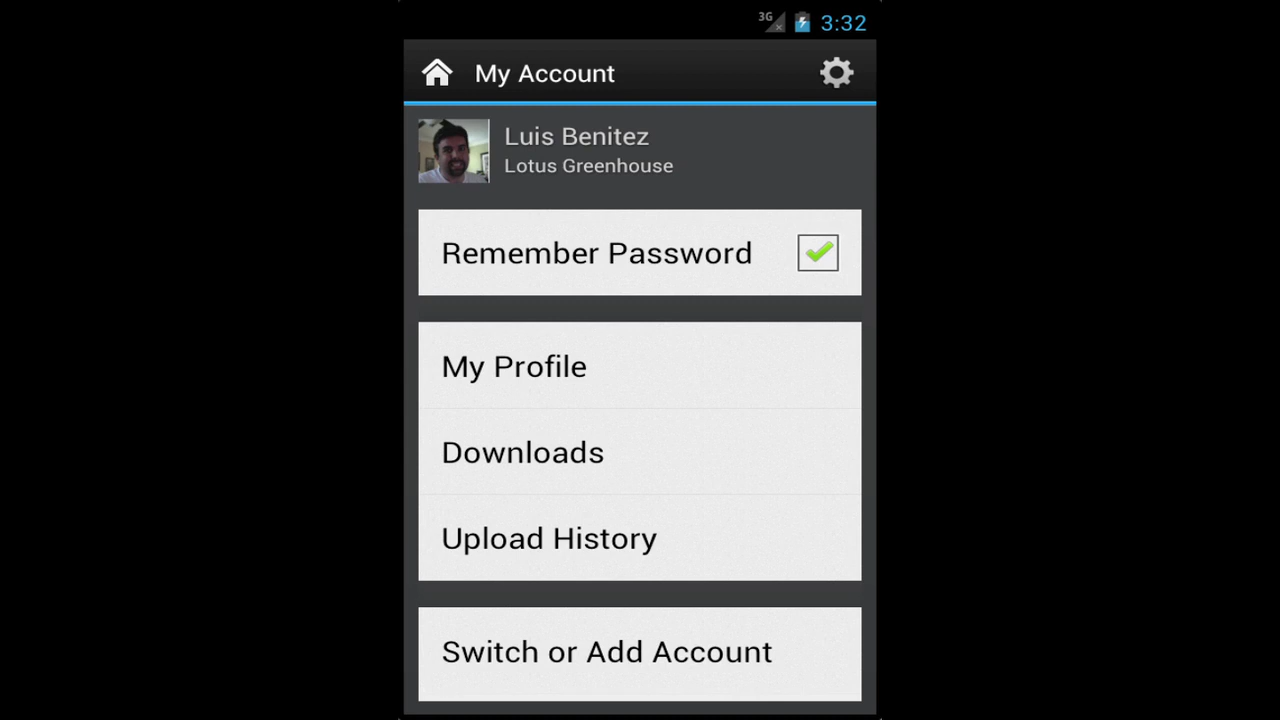 3G 3:32
My Account
Luis Benitez
Lotus Greenhouse
Remember Password
My Profile
Downloads
Upload History
Switch or Add Account